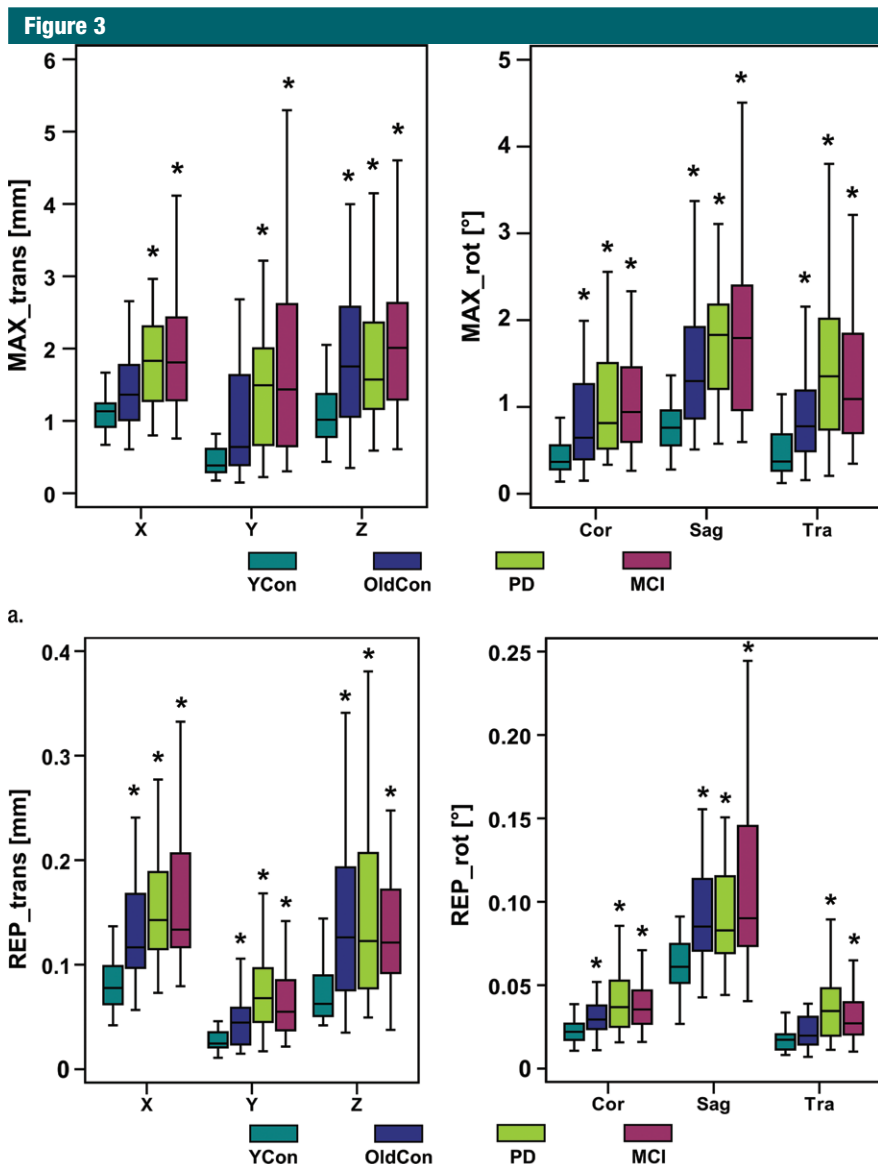 Figure 3
MAX_trans [mm]
6
5
4
3
2
1
0
* * * * * * *
X Y Z
MAX_rot [°]
5
4
3
2
1
0
* * * * * * * * *
Cor Sag Tra
YCon OldCon PD MCI
a.
REP_trans [mm]
0.4
0.3
0.2
0.1
0
* * * * * * * * *
X Y Z
REP_rot [°]
0.25
0.20
0.15
0.10
0.05
0
* * * * * * * *
Cor Sag Tra
YCon OldCon PD MCI